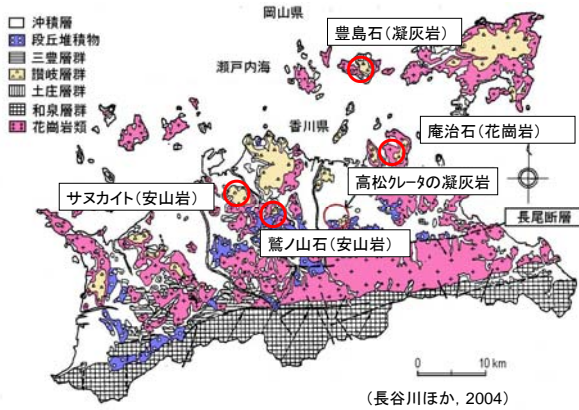 岡山県
沖積層
段丘堆積物
三豊層群
讃岐層群
土庄層群
和泉層群
花崗岩類
豊島石(凝灰岩)
瀬戸内海
香川県
庵治石(花崗岩)
サヌカイト(安山岩)
高松クレータの凝灰岩
長尾断層
鷲ノ山石(安山岩)
0 10 km
(長谷川ほか, 2004)